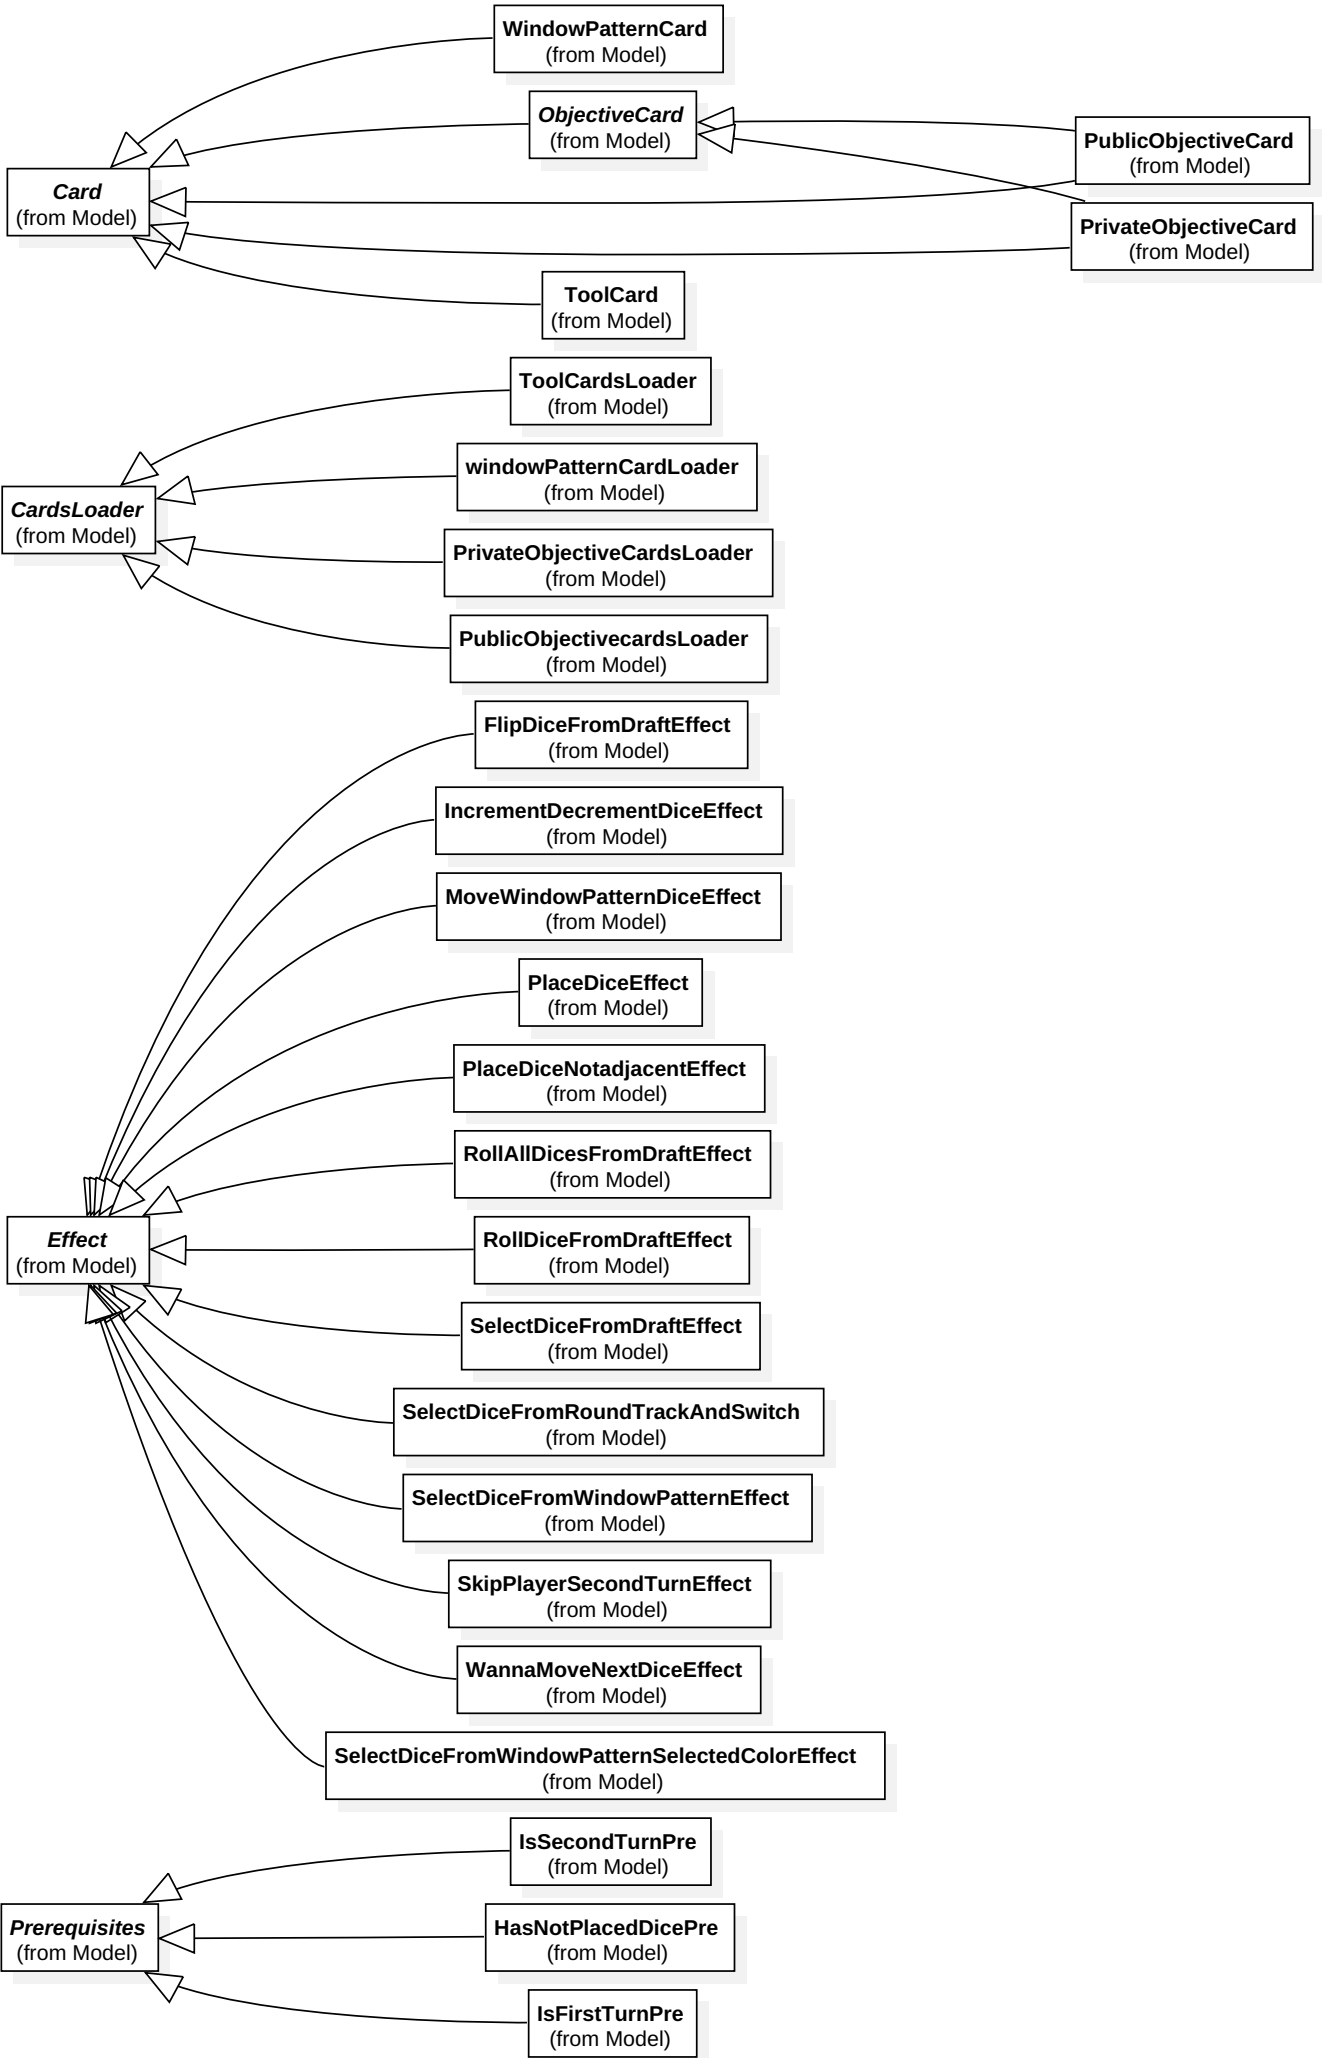 WindowPatternCard
(from Model)
ObjectiveCard
(from Model)
PublicObjectiveCard
(from Model)
Card
(from Model)
PrivateObjectiveCard
(from Model)
ToolCard
(from Model)
ToolCardsLoader
(from Model)
windowPatternCardLoader
(from Model)
CardsLoader
(from Model)
PrivateObjectiveCardsLoader
(from Model)
PublicObjectivecardsLoader
(from Model)
FlipDiceFromDraftEffect
(from Model)
IncrementDecrementDiceEffect
(from Model)
MoveWindowPatternDiceEffect
(from Model)
PlaceDiceEffect
(from Model)
PlaceDiceNotadjacentEffect
(from Model)
RollAllDicesFromDraftEffect
(from Model)
Effect
(from Model)
RollDiceFromDraftEffect
(from Model)
SelectDiceFromDraftEffect
(from Model)
SelectDiceFromRoundTrackAndSwitch
(from Model)
SelectDiceFromWindowPatternEffect
(from Model)
SkipPlayerSecondTurnEffect
(from Model)
WannaMoveNextDiceEffect
(from Model)
SelectDiceFromWindowPatternSelectedColorEffect
(from Model)
IsSecondTurnPre
(from Model)
Prerequisites
(from Model)
HasNotPlacedDicePre
(from Model)
IsFirstTurnPre
(from Model)